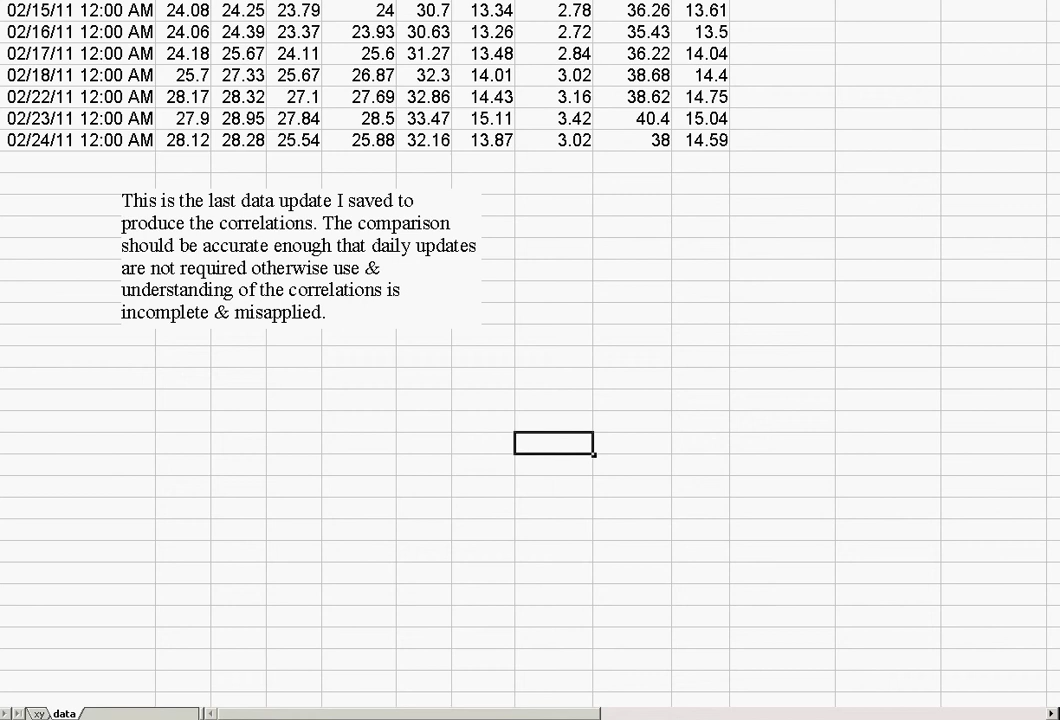 02/15/11 12:00 AM 24.08 24.25 23.79 24 30.7 13.34 2.78 36.26 13.61
02/16/11 12:00 AM 24.06 24.39 23.37 23.93 30.63 13.26 2.72 35.43 13.5
02/17/11 12:00 AM 24.18 25.67 24.11 25.6 31.27 13.48 2.84 36.22 14.04
02/18/11 12:00 AM 25.7 27.33 25.67 26.87 32.3 14.01 3.02 38.68 14.4
02/22/11 12:00 AM 28.17 28.32 27.1 27.69 32.86 14.43 3.16 38.62 14.75
02/23/11 12:00 AM 27.9 28.95 27.84 28.5 33.47 15.11 3.42 40.4 15.04
02/24/11 12:00 AM 28.12 28.28 25.54 25.88 32.16 13.87 3.02 38 14.59
This is the last data update I saved to
produce the correlations. The comparison
should be accurate enough that daily updates
are not required otherwise use &
understanding of the correlations is
incomplete & misapplied.
xy data